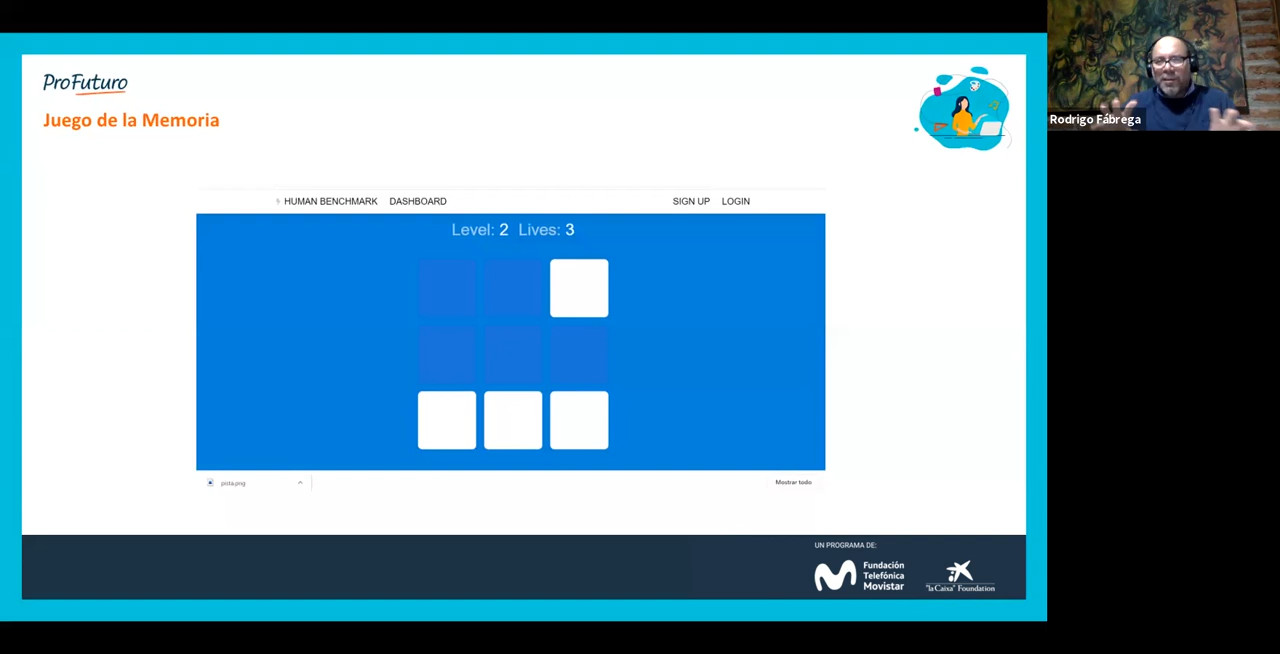 ProFuturo
Juego de la Memoria
Rodrigo Fábrega
HUMAN BENCHMARK DASHBOARD SIGN UP LOGIN
Level: 2 Lives: 3
pista.png
Mostrar todo
UN PROGRAMA DE:
Fundación
Telefónica
Movistar
"la Caixa" Foundation